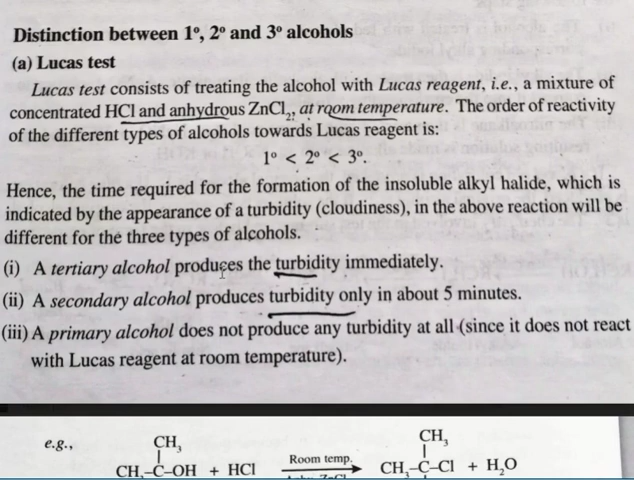 Distinction between 1º, 2º and 3º alcohols
(a) Lucas test
Lucas test consists of treating the alcohol with Lucas reagent, i.e., a mixture of
concentrated HCl and anhydrous ZnCl₂, at room temperature. The order of reactivity
of the different types of alcohols towards Lucas reagent is:
1º < 2º < 3º.
Hence, the time required for the formation of the insoluble alkyl halide, which is
indicated by the appearance of a turbidity (cloudiness), in the above reaction will be
different for the three types of alcohols.
(i) A tertiary alcohol produces the turbidity immediately.
(ii) A secondary alcohol produces turbidity only in about 5 minutes.
(iii) A primary alcohol does not produce any turbidity at all (since it does not react
with Lucas reagent at room temperature).
e.g., CH₃ CH₃
| Room temp. |
CH₃–C–OH + HCl → CH₃–C–Cl + H₂O